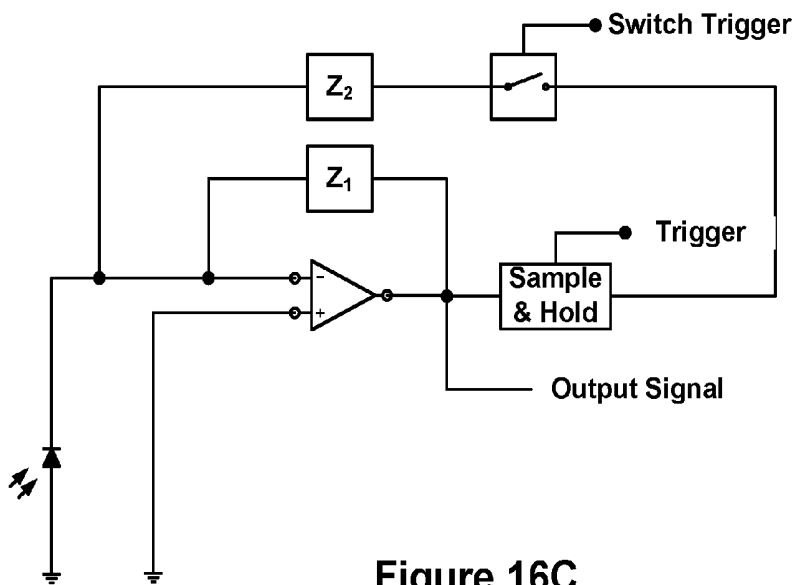 Switch Trigger
Z₂
Z₁
Trigger
Sample
& Hold
−
+
Output Signal
Figure 16C